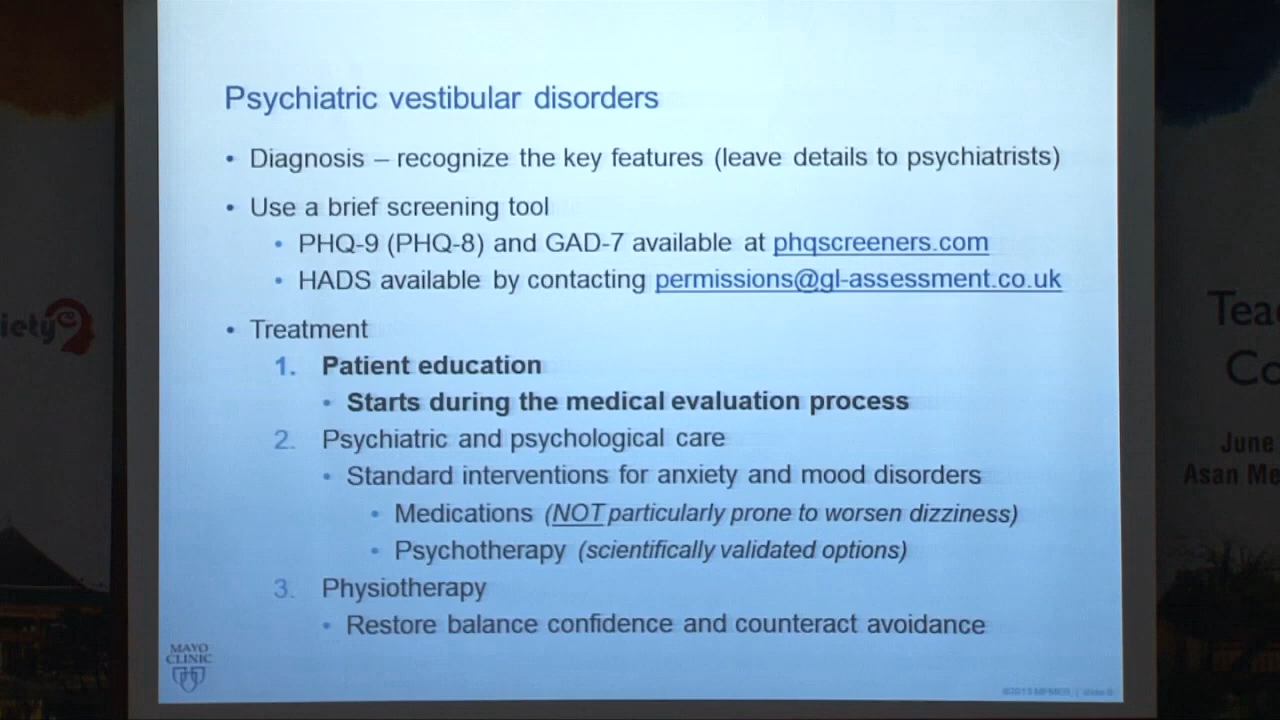 Psychiatric vestibular disorders
• Diagnosis – recognize the key features (leave details to psychiatrists)
• Use a brief screening tool
• PHQ-9 (PHQ-8) and GAD-7 available at phqscreeners.com
• HADS available by contacting permissions@gl-assessment.co.uk
• Treatment
1. Patient education
• Starts during the medical evaluation process
2. Psychiatric and psychological care
• Standard interventions for anxiety and mood disorders
• Medications (NOT particularly prone to worsen dizziness)
• Psychotherapy (scientifically validated options)
3. Physiotherapy
• Restore balance confidence and counteract avoidance
MAYO
CLINIC
iety
Tea
Co
June
Asan Me